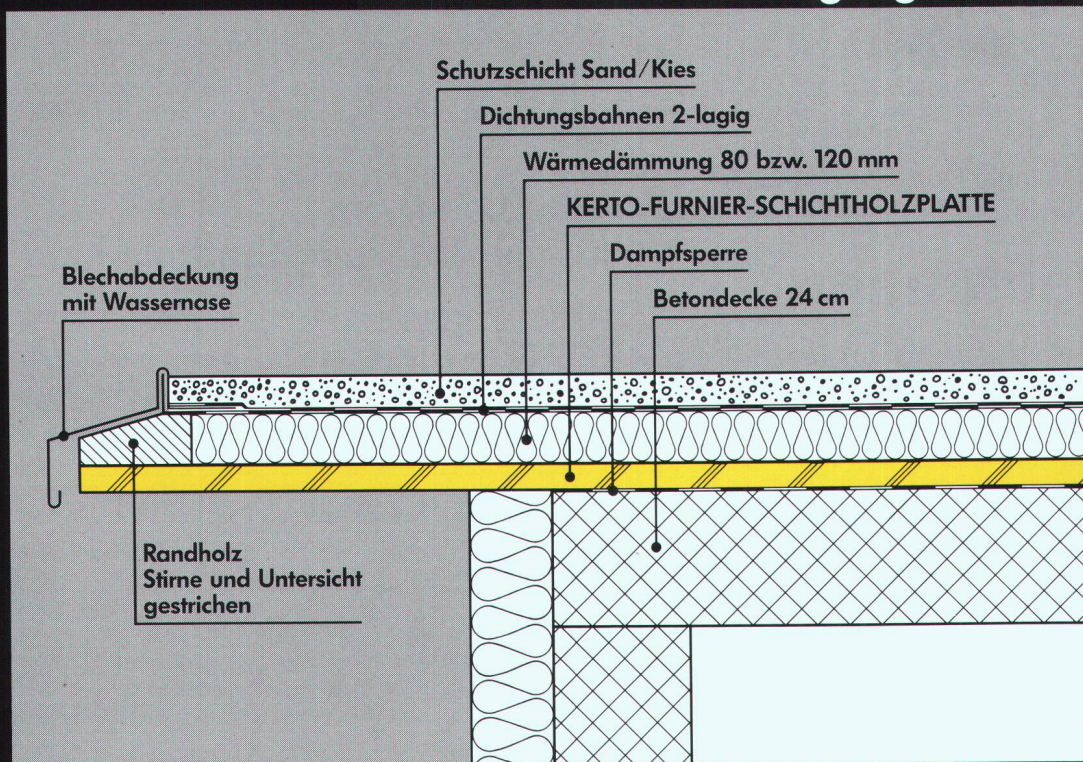 Schutzschicht Sand/Kies
Dichtungsbahnen 2-lagig
Wärmedämmung 80 bzw. 120 mm
KERTO-FURNIER-SCHICHTHOLZPLATTE
Dampfsperre
Betondecke 24 cm
Blechabdeckung
mit Wassernase
Randholz
Stirne und Untersicht
gestrichen